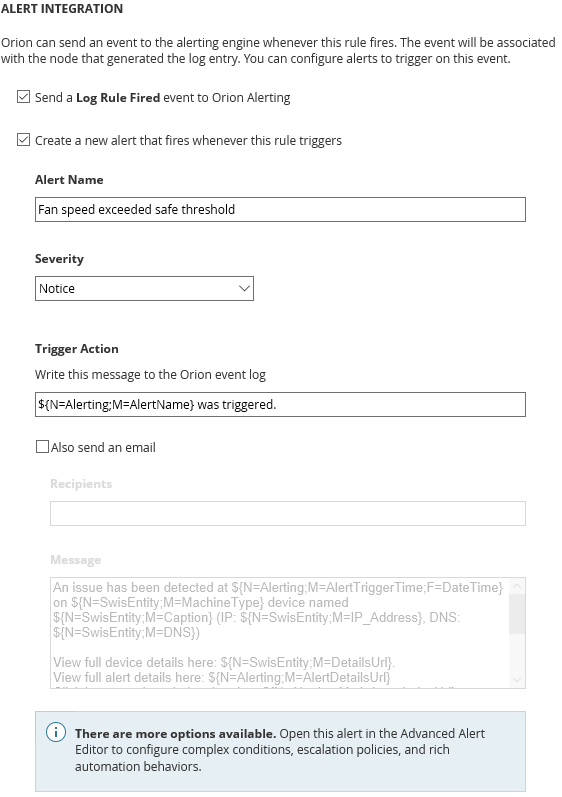 ALERT INTEGRATION
Orion can send an event to the alerting engine whenever this rule fires. The event will be associated
with the node that generated the log entry. You can configure alerts to trigger on this event.
Send a Log Rule Fired event to Orion Alerting
Create a new alert that fires whenever this rule triggers
Alert Name
Fan speed exceeded safe threshold
Severity
Notice
Trigger Action
Write this message to the Orion event log
${N=Alerting;M=AlertName} was triggered.
Also send an email
Recipients
Message
An issue has been detected at ${N=Alerting;M=AlertTriggerTime;F=DateTime}
on ${N=SwisEntity;M=MachineType} device named
${N=SwisEntity;M=Caption} (IP: ${N=SwisEntity;M=IP_Address}, DNS:
${N=SwisEntity;M=DNS})
View full device details here: ${N=SwisEntity;M=DetailsUrl}.
View full alert details here: ${N=Alerting;M=AlertDetailsUrl}
There are more options available. Open this alert in the Advanced Alert
Editor to configure complex conditions, escalation policies, and rich
automation behaviors.